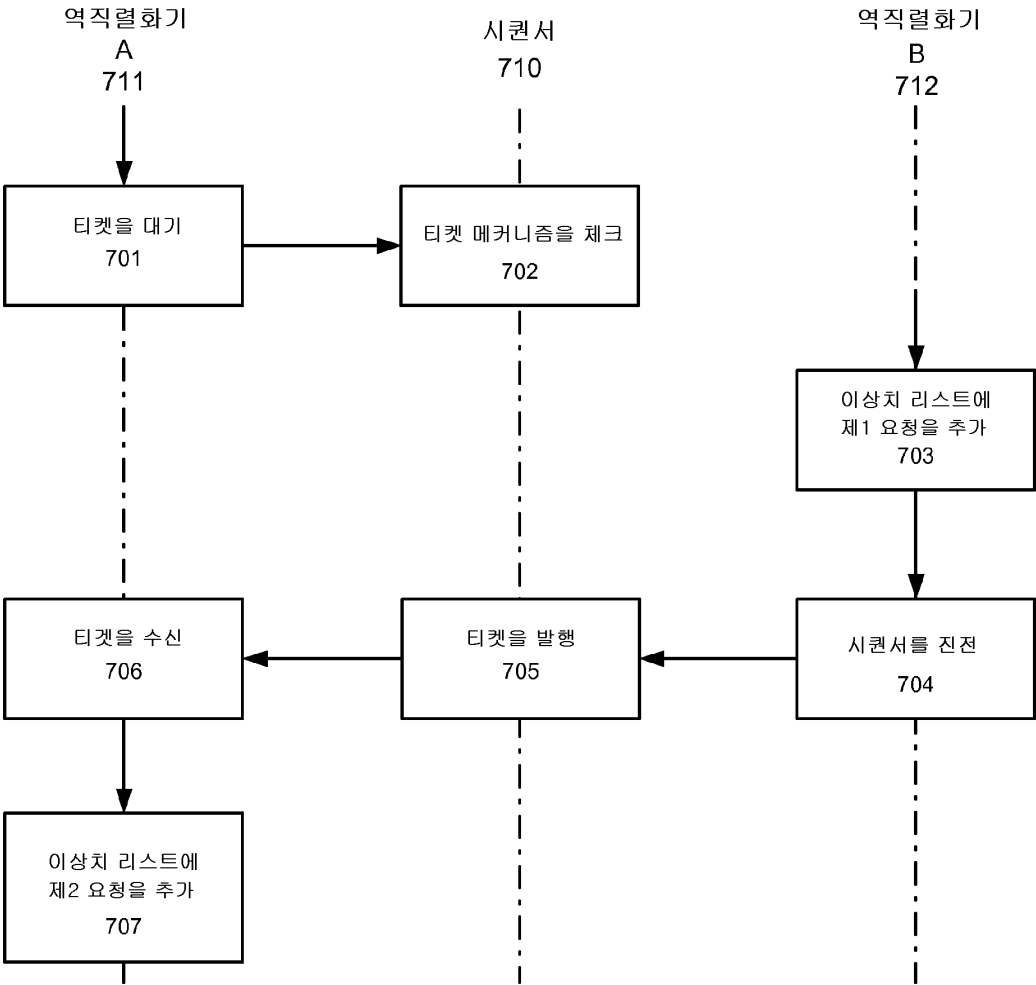 역직렬화기
A
711
시퀀서
710
역직렬화기
B
712
티켓을 대기
701
티켓 메커니즘을 체크
702
이상치 리스트에
제1 요청을 추가
703
티겟을 수신
706
티켓을 발행
705
시퀀서를 진전
704
이상치 리스트에
제2 요청을 추가
707